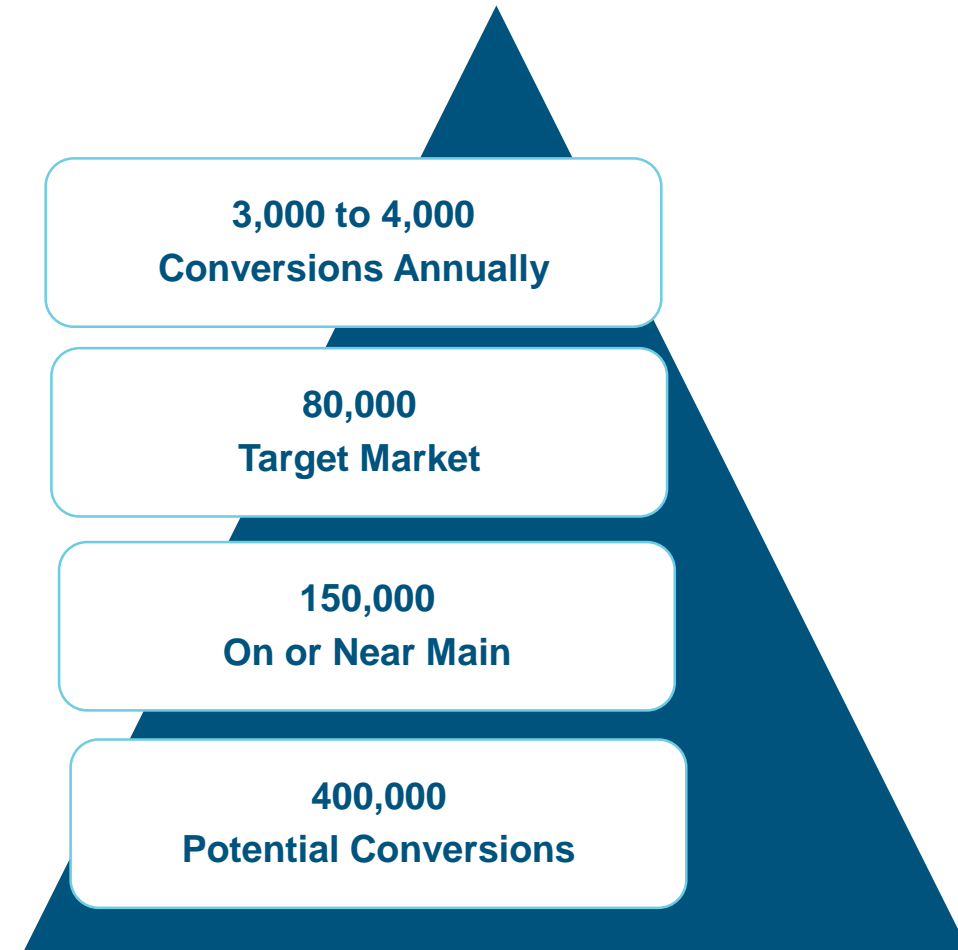 3,000 to 4,000
Conversions Annually
80,000
Target Market
150,000
On or Near Main
400,000
Potential Conversions